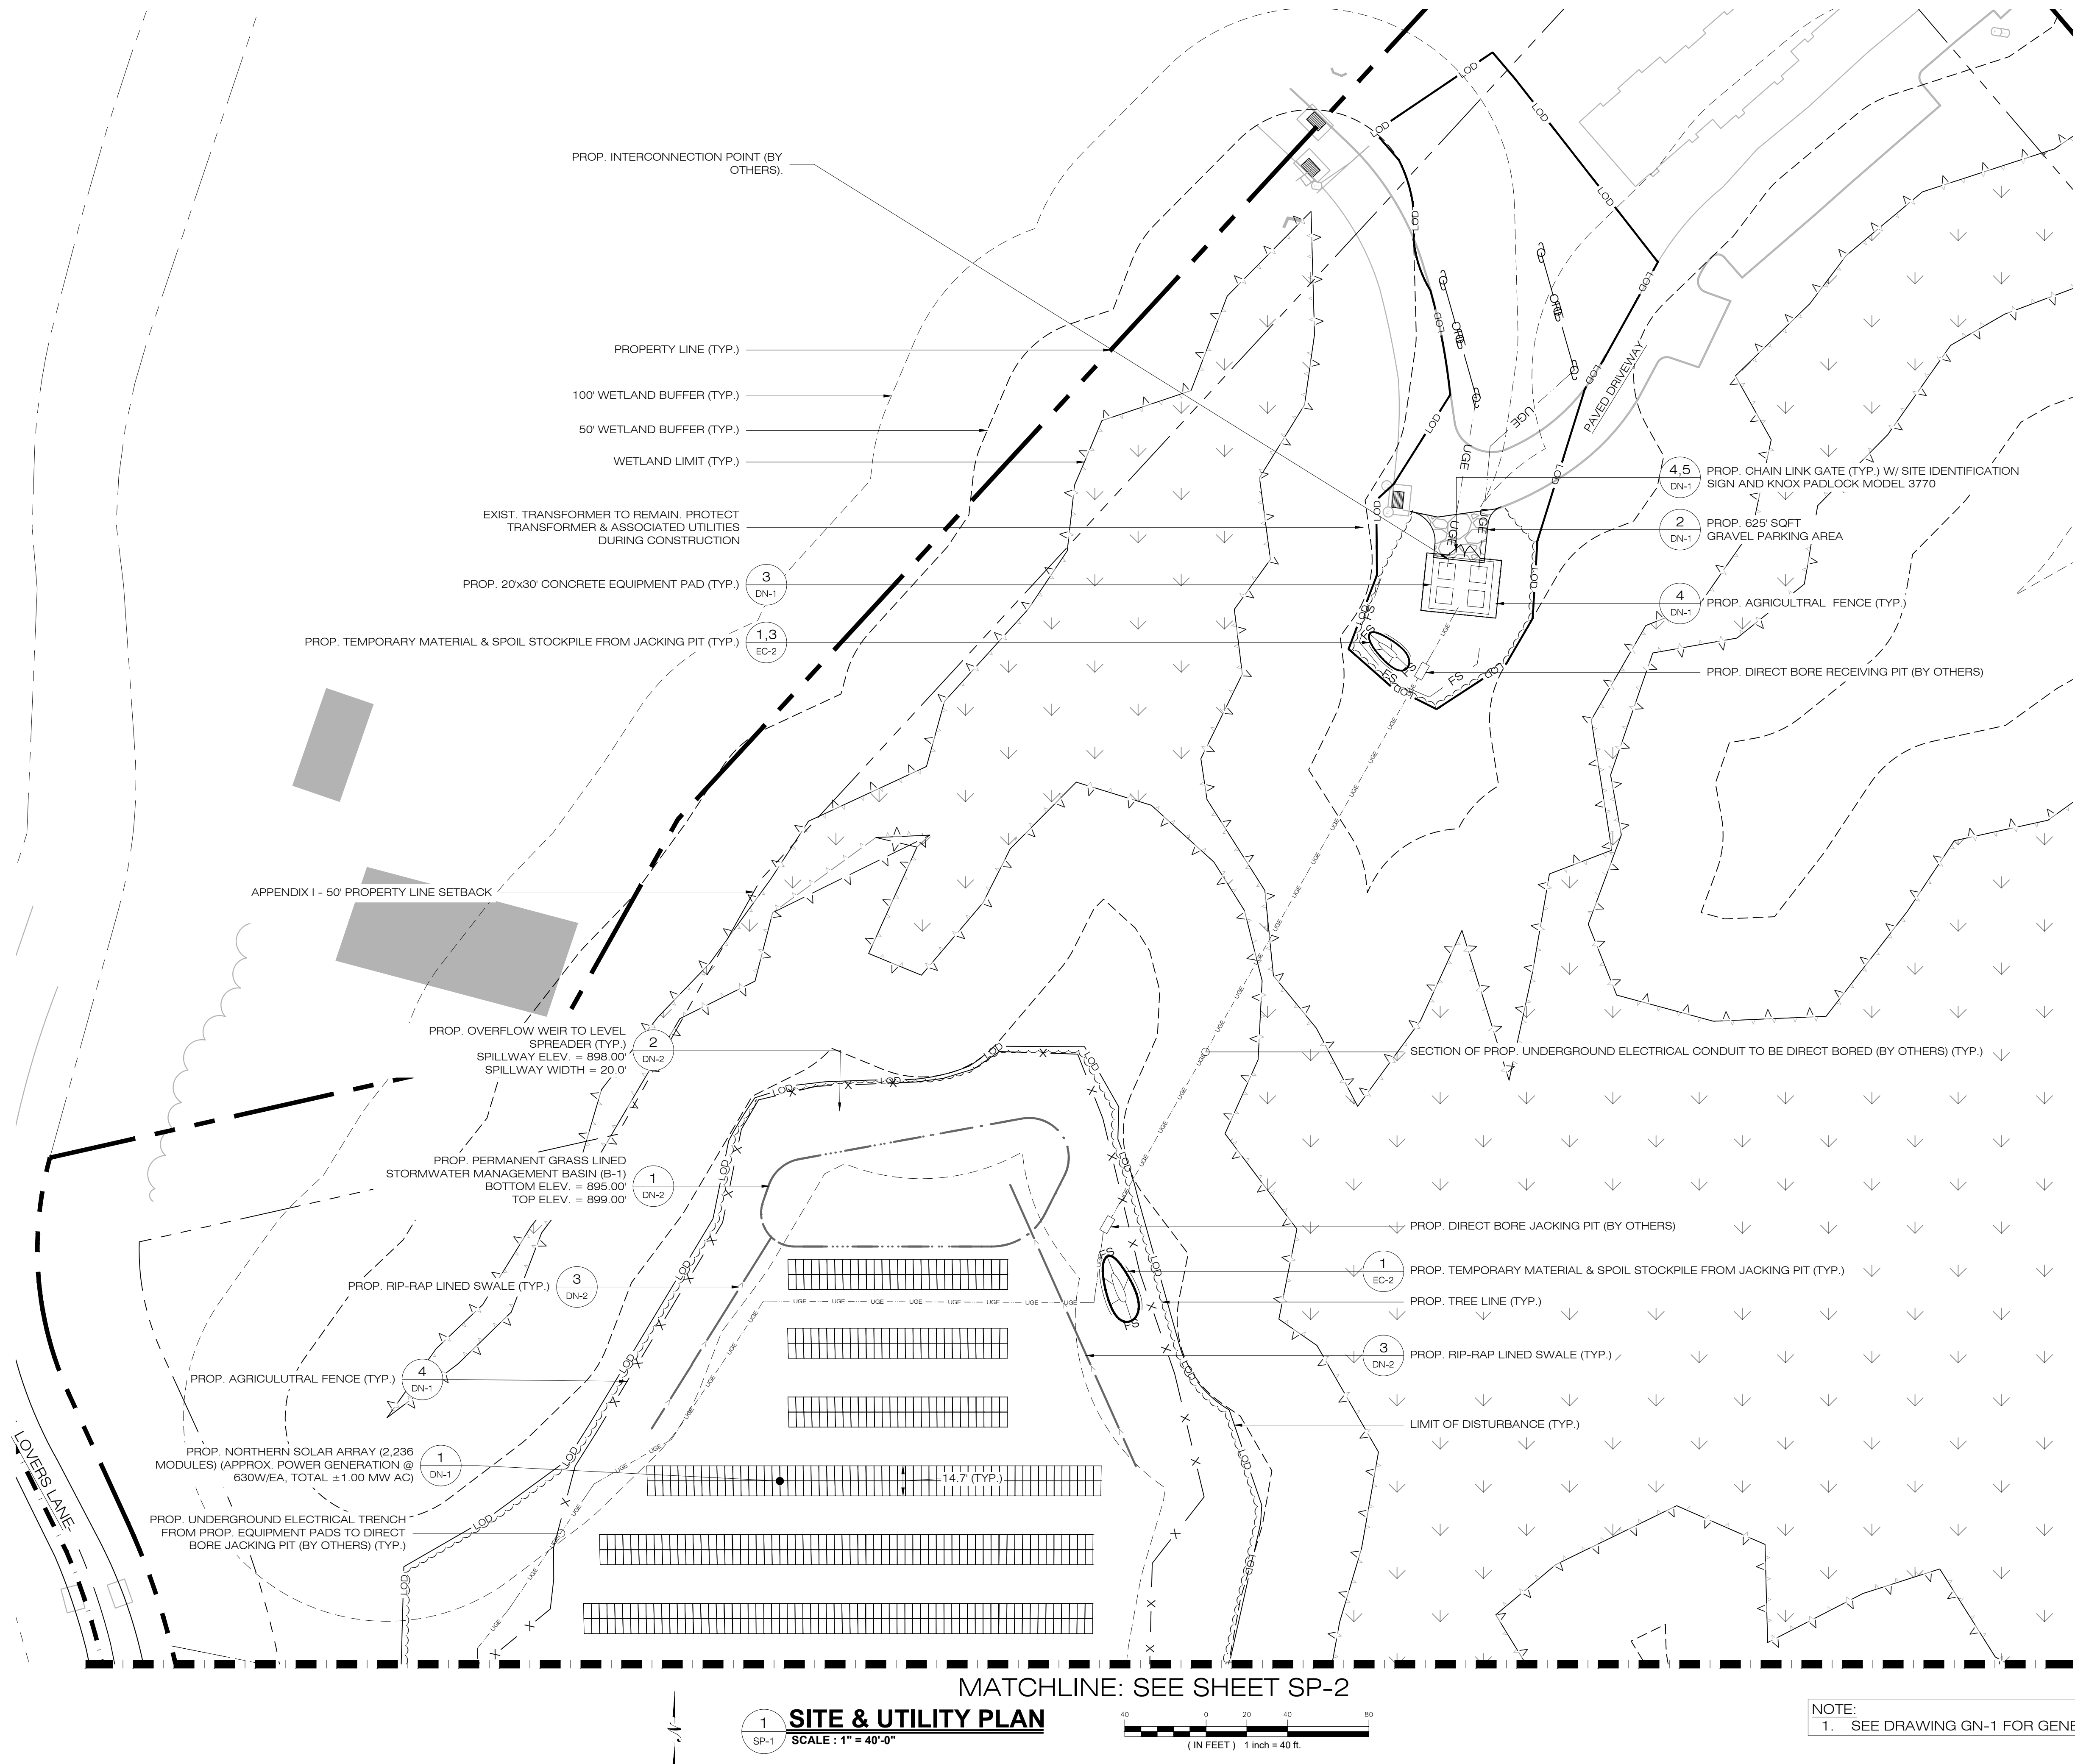 PROP. INTERCONNECTION POINT (BY
OTHERS).
PROPERTY LINE (TYP.)
100' WETLAND BUFFER (TYP.)
50' WETLAND BUFFER (TYP.)
WETLAND LIMIT (TYP.)
EXIST. TRANSFORMER TO REMAIN. PROTECT
TRANSFORMER & ASSOCIATED UTILITIES
DURING CONSTRUCTION
PROP. 20'x30' CONCRETE EQUIPMENT PAD (TYP.)
3
DN-1
PROP. TEMPORARY MATERIAL & SPOIL STOCKPILE FROM JACKING PIT (TYP.)
1,3
EC-2
APPENDIX I - 50' PROPERTY LINE SETBACK
PROP. OVERFLOW WEIR TO LEVEL
SPREADER (TYP.)
SPILLWAY ELEV. = 898.00'
SPILLWAY WIDTH = 20.0'
2
DN-2
PROP. PERMANENT GRASS LINED
STORMWATER MANAGEMENT BASIN (B-1)
BOTTOM ELEV. = 895.00'
TOP ELEV. = 899.00'
1
DN-2
PROP. RIP-RAP LINED SWALE (TYP.)
3
DN-2
PROP. AGRICULUTRAL FENCE (TYP.)
4
DN-1
PROP. NORTHERN SOLAR ARRAY (2,236
MODULES) (APPROX. POWER GENERATION @
630W/EA, TOTAL ±1.00 MW AC)
1
DN-1
PROP. UNDERGROUND ELECTRICAL TRENCH
FROM PROP. EQUIPMENT PADS TO DIRECT
BORE JACKING PIT (BY OTHERS) (TYP.)
LOVERS LANE
PAVED DRIVEWAY
LOD
UGE
OHE
FS
X
14.7' (TYP.)
4,5
DN-1
PROP. CHAIN LINK GATE (TYP.) W/ SITE IDENTIFICATION
SIGN AND KNOX PADLOCK MODEL 3770
2
DN-1
PROP. 625' SQFT
GRAVEL PARKING AREA
4
DN-1
PROP. AGRICULTRAL FENCE (TYP.)
PROP. DIRECT BORE RECEIVING PIT (BY OTHERS)
SECTION OF PROP. UNDERGROUND ELECTRICAL CONDUIT TO BE DIRECT BORED (BY OTHERS) (TYP.)
PROP. DIRECT BORE JACKING PIT (BY OTHERS)
1
EC-2
PROP. TEMPORARY MATERIAL & SPOIL STOCKPILE FROM JACKING PIT (TYP.)
PROP. TREE LINE (TYP.)
3
DN-2
PROP. RIP-RAP LINED SWALE (TYP.)
LIMIT OF DISTURBANCE (TYP.)
MATCHLINE: SEE SHEET SP-2
N
1
SP-1
SITE & UTILITY PLAN
SCALE : 1" = 40'-0"
40 0 20 40 80
( IN FEET ) 1 inch = 40 ft.
NOTE:
1. SEE DRAWING GN-1 FOR GENE